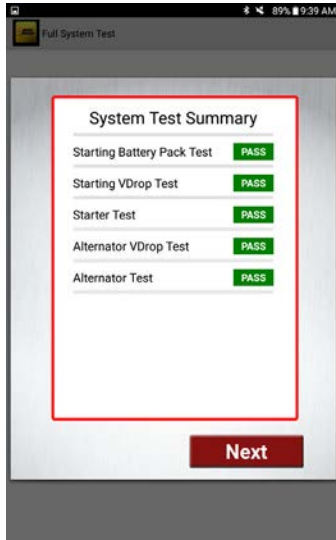 89% 9:39 AM
Full System Test
System Test Summary
Starting Battery Pack Test PASS
Starting VDrop Test PASS
Starter Test PASS
Alternator VDrop Test PASS
Alternator Test PASS
Next